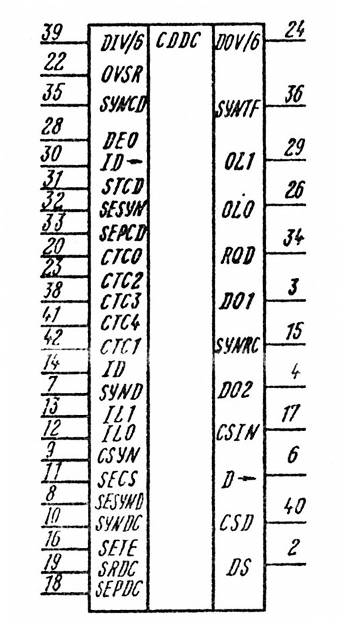 39 DIV/6 CDDC DOV/6 24
22 OVSR
35 SYNCD SYNTF 36
28 DEO
30 ID← OL1 29
31 STCD
32 SESYN OLO 26
33 SEPCD
20 CTC0 RQD 34
23 CTC2
38 CTC3 DO1 3
41 CTC4
42 CTC1 SYNRC 15
14 ID
7 SYND DO2 4
13 IL1
12 ILO CSIN 17
9 CSYN
11 SECS D← 6
8 SESYND
10 SYNDC CSD 40
16 SETE
19 SRDC DS 2
18 SEPDC